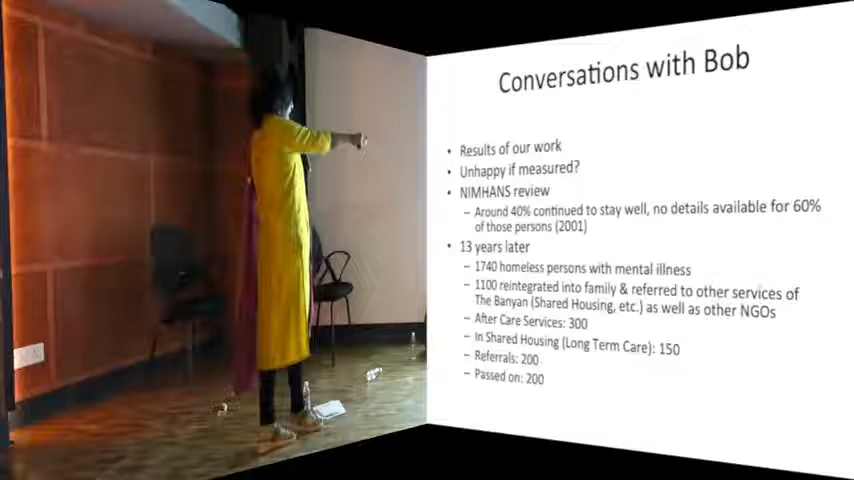 Conversations with Bob
• Results of our work
• Unhappy if measured?
• NIMHANS review
– Around 40% continued to stay well, no details available for 60%
of those persons (2001)
• 13 years later
– 1740 homeless persons with mental illness
– 1100 reintegrated into family & referred to other services of
The Banyan (Shared Housing, etc.) as well as other NGOs
– After Care Services: 300
– In Shared Housing (Long Term Care): 150
– Referrals: 200
– Passed on: 200